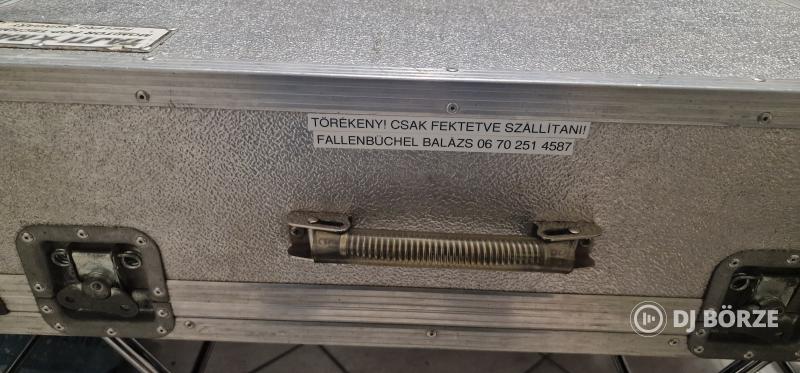 TÖRÉKENY! CSAK FEKTETVE SZÁLLÍTANI!
FALLENBÜCHEL BALÁZS 06 70 251 4587
DJ BÖRZE